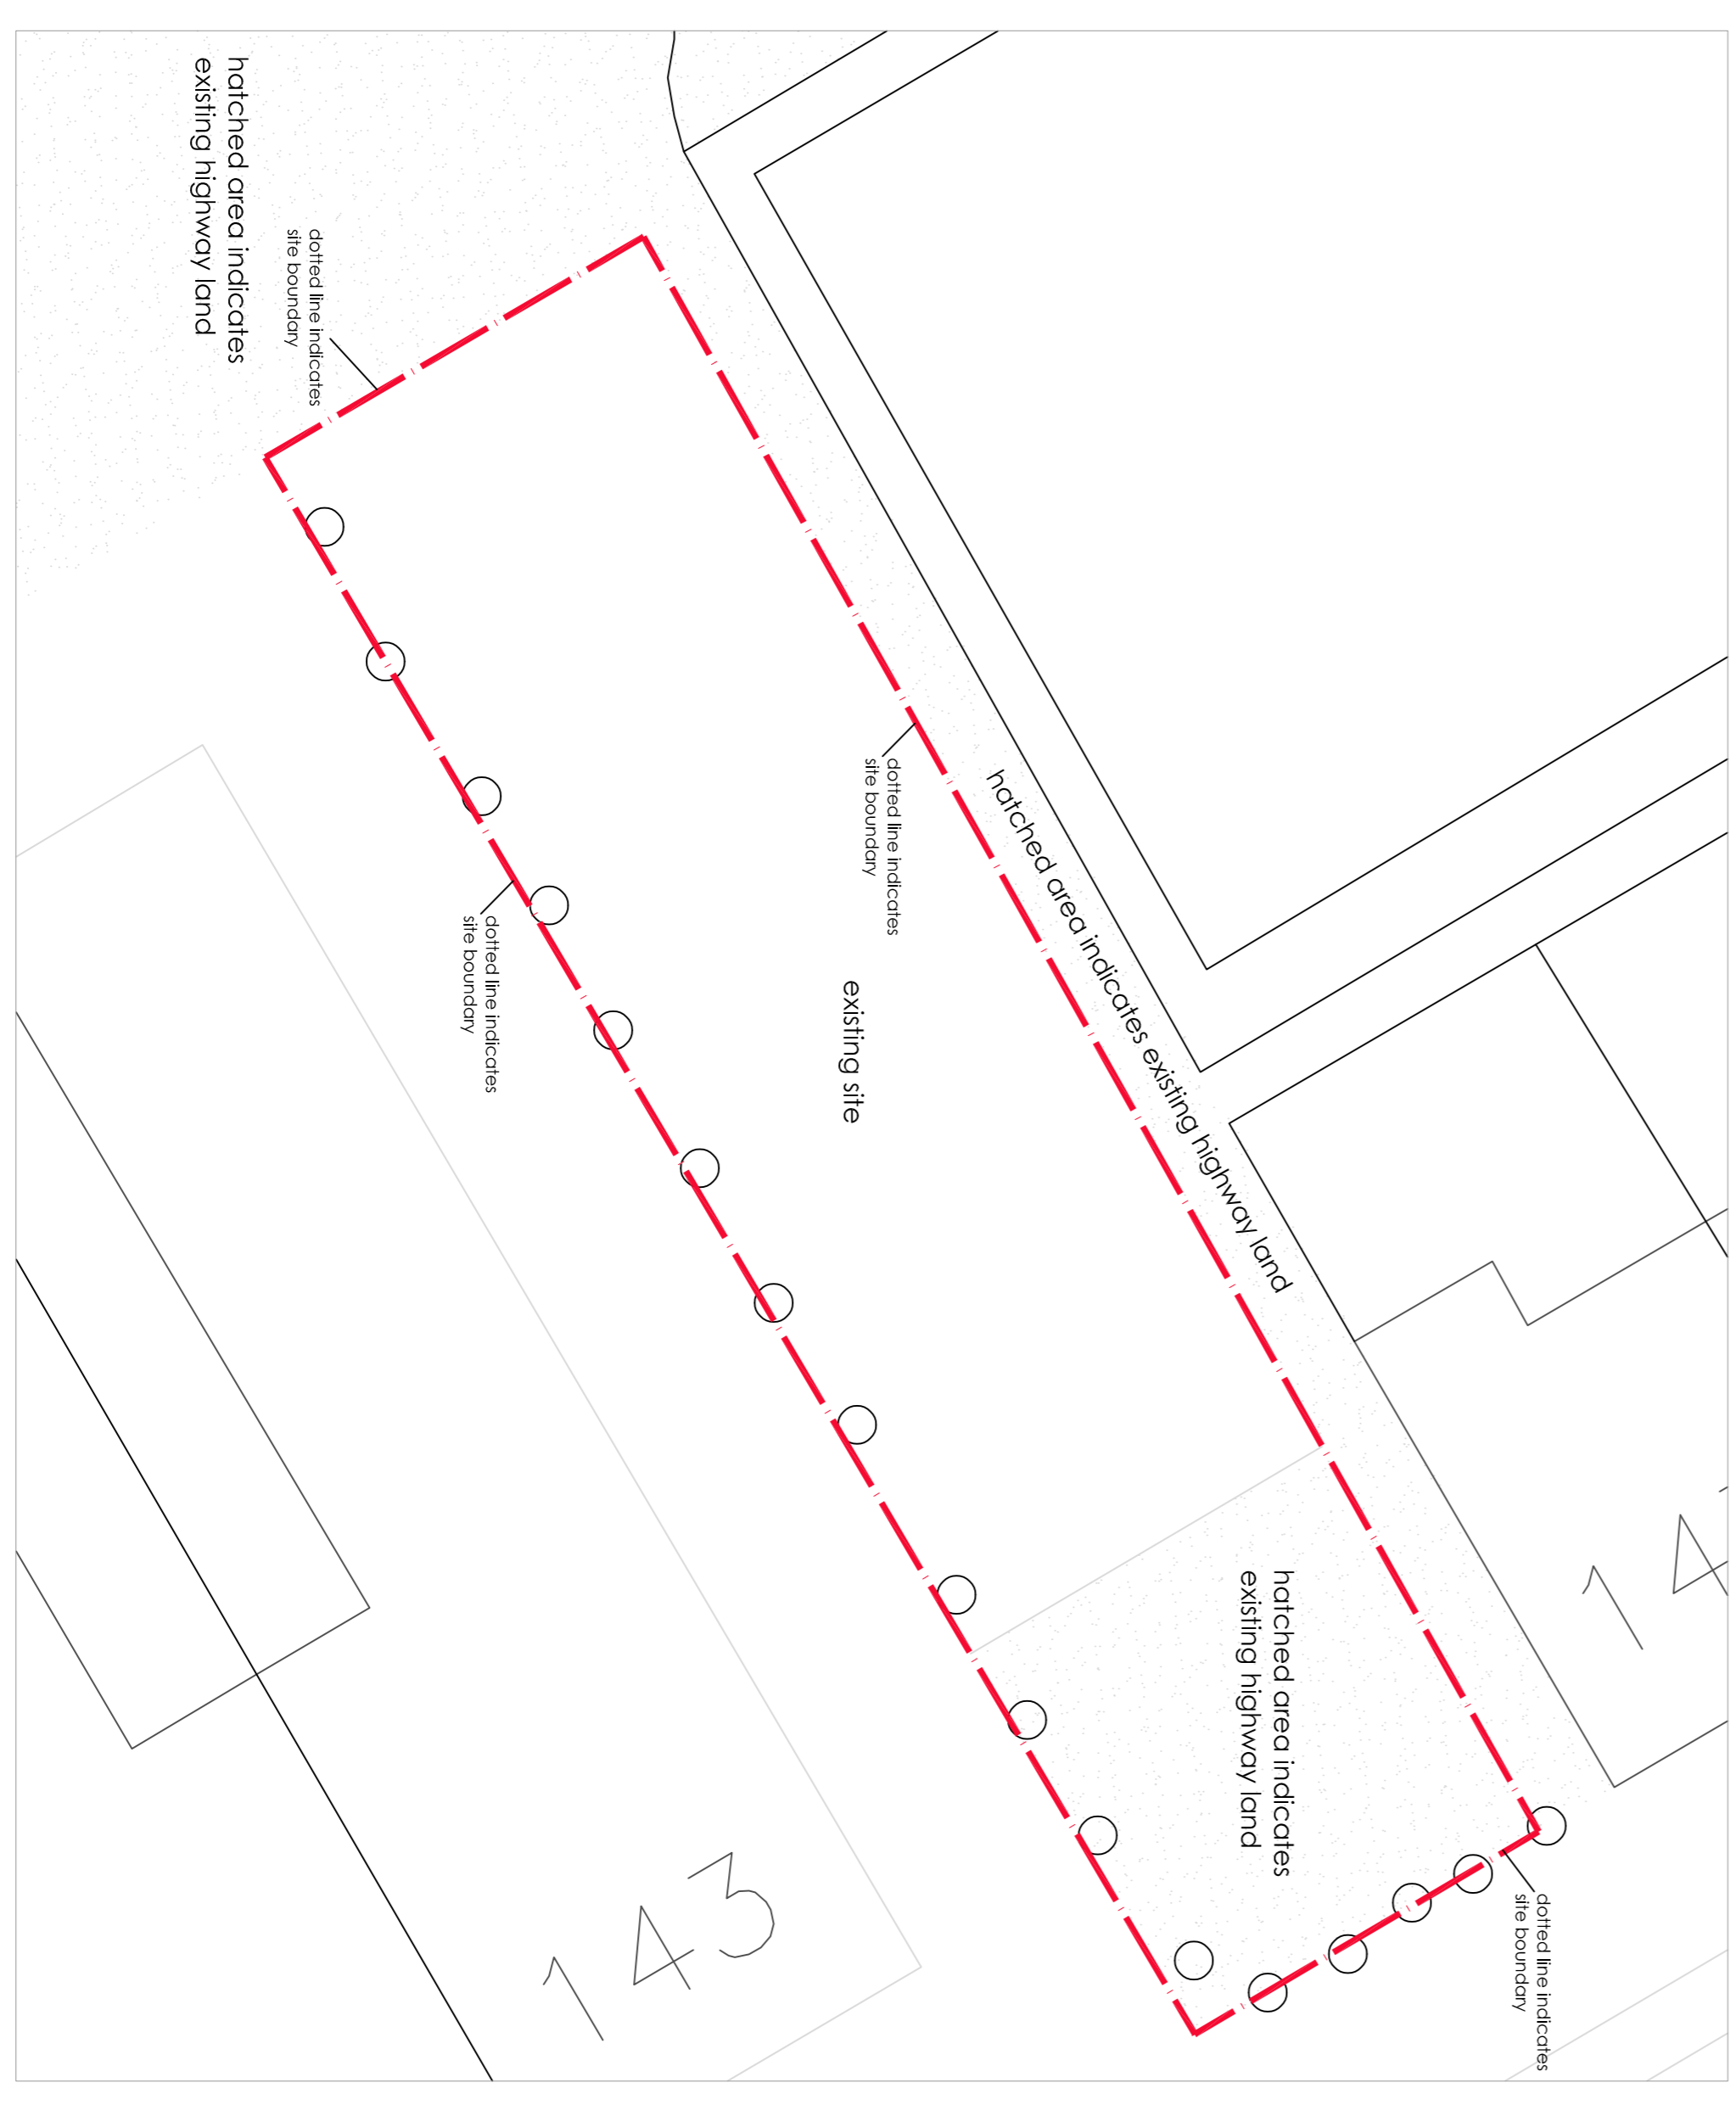 hatched area indicates
existing highway land
dotted line indicates
site boundary
dotted line indicates
site boundary
hatched area indicates existing highway land
dotted line indicates
site boundary
existing site
hatched area indicates
existing highway land
dotted line indicates
site boundary
143
14